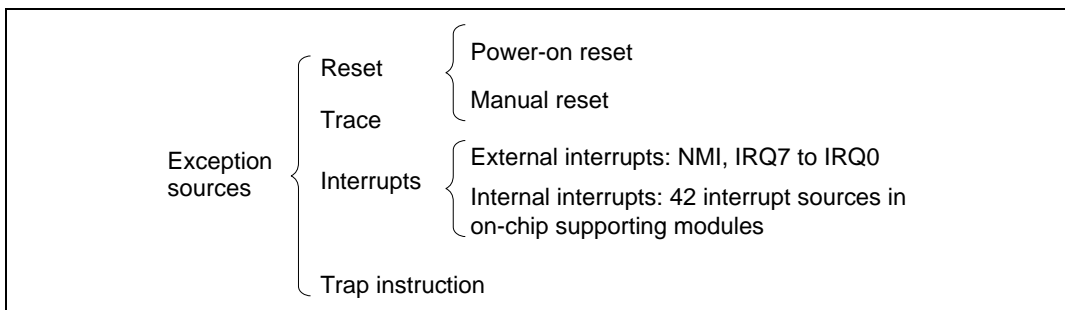 Exception
sources
Reset
Power-on reset
Manual reset
Trace
Interrupts
External interrupts: NMI, IRQ7 to IRQ0
Internal interrupts: 42 interrupt sources in
on-chip supporting modules
Trap instruction